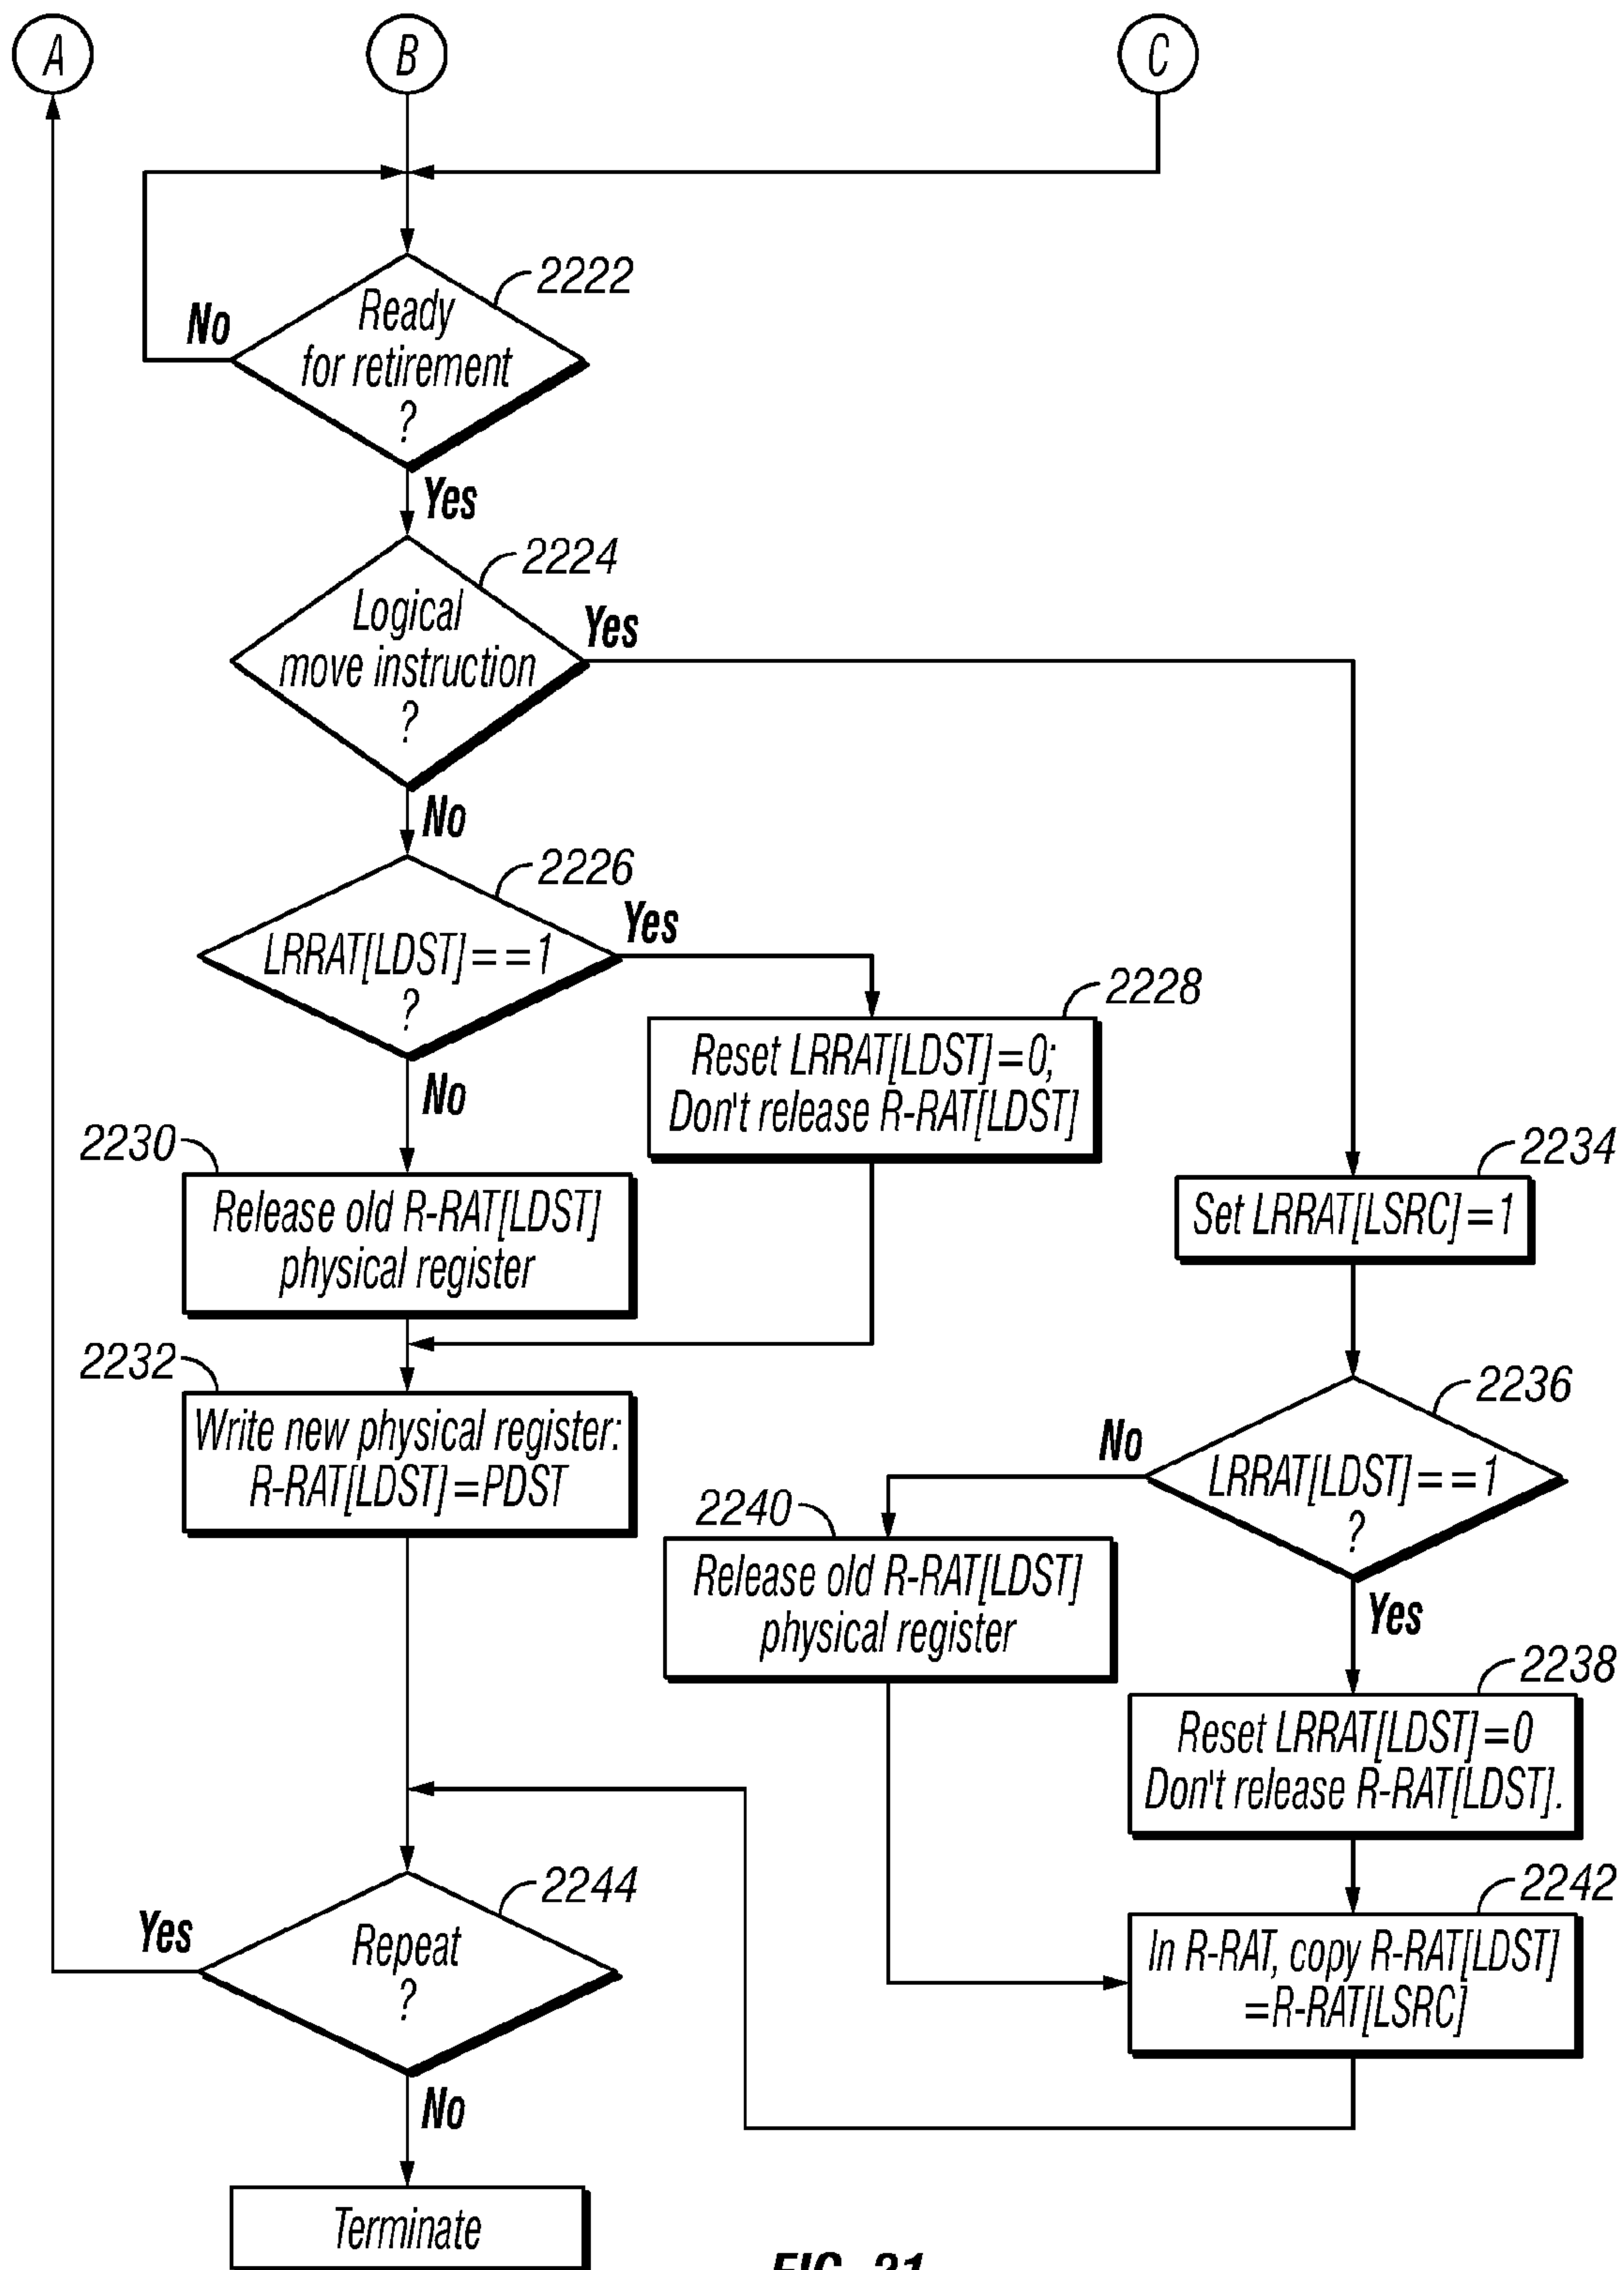 A
B
C
2222
Ready
for retirement
?
No
Yes
2224
Logical
move instruction
?
Yes
No
2226
LRRAT[LDST]==1
?
Yes
No
2228
Reset LRRAT[LDST]=0;
Don't release R-RAT[LDST]
2230
Release old R-RAT[LDST]
physical register
2234
Set LRRAT[LSRC]=1
2232
Write new physical register:
R-RAT[LDST]=PDST
2236
LRRAT[LDST]==1
?
No
Yes
2240
Release old R-RAT[LDST]
physical register
2238
Reset LRRAT[LDST]=0
Don't release R-RAT[LDST].
2242
In R-RAT, copy R-RAT[LDST]
=R-RAT[LSRC]
2244
Repeat
?
Yes
No
Terminate
FIG. 21